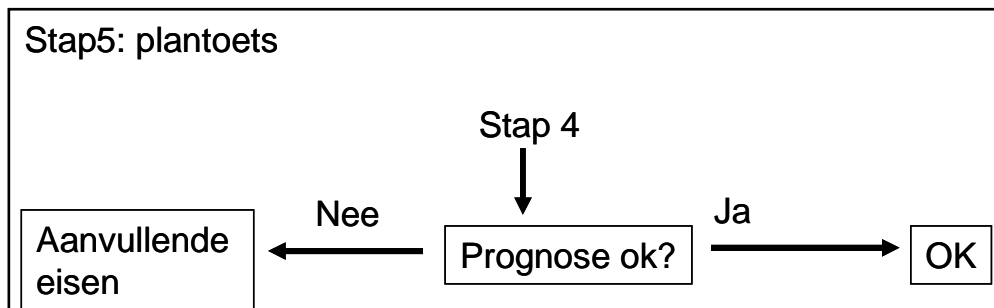 Stap5: plantoets
Stap 4
Nee
Ja
Aanvullende
eisen
Prognose ok?
OK